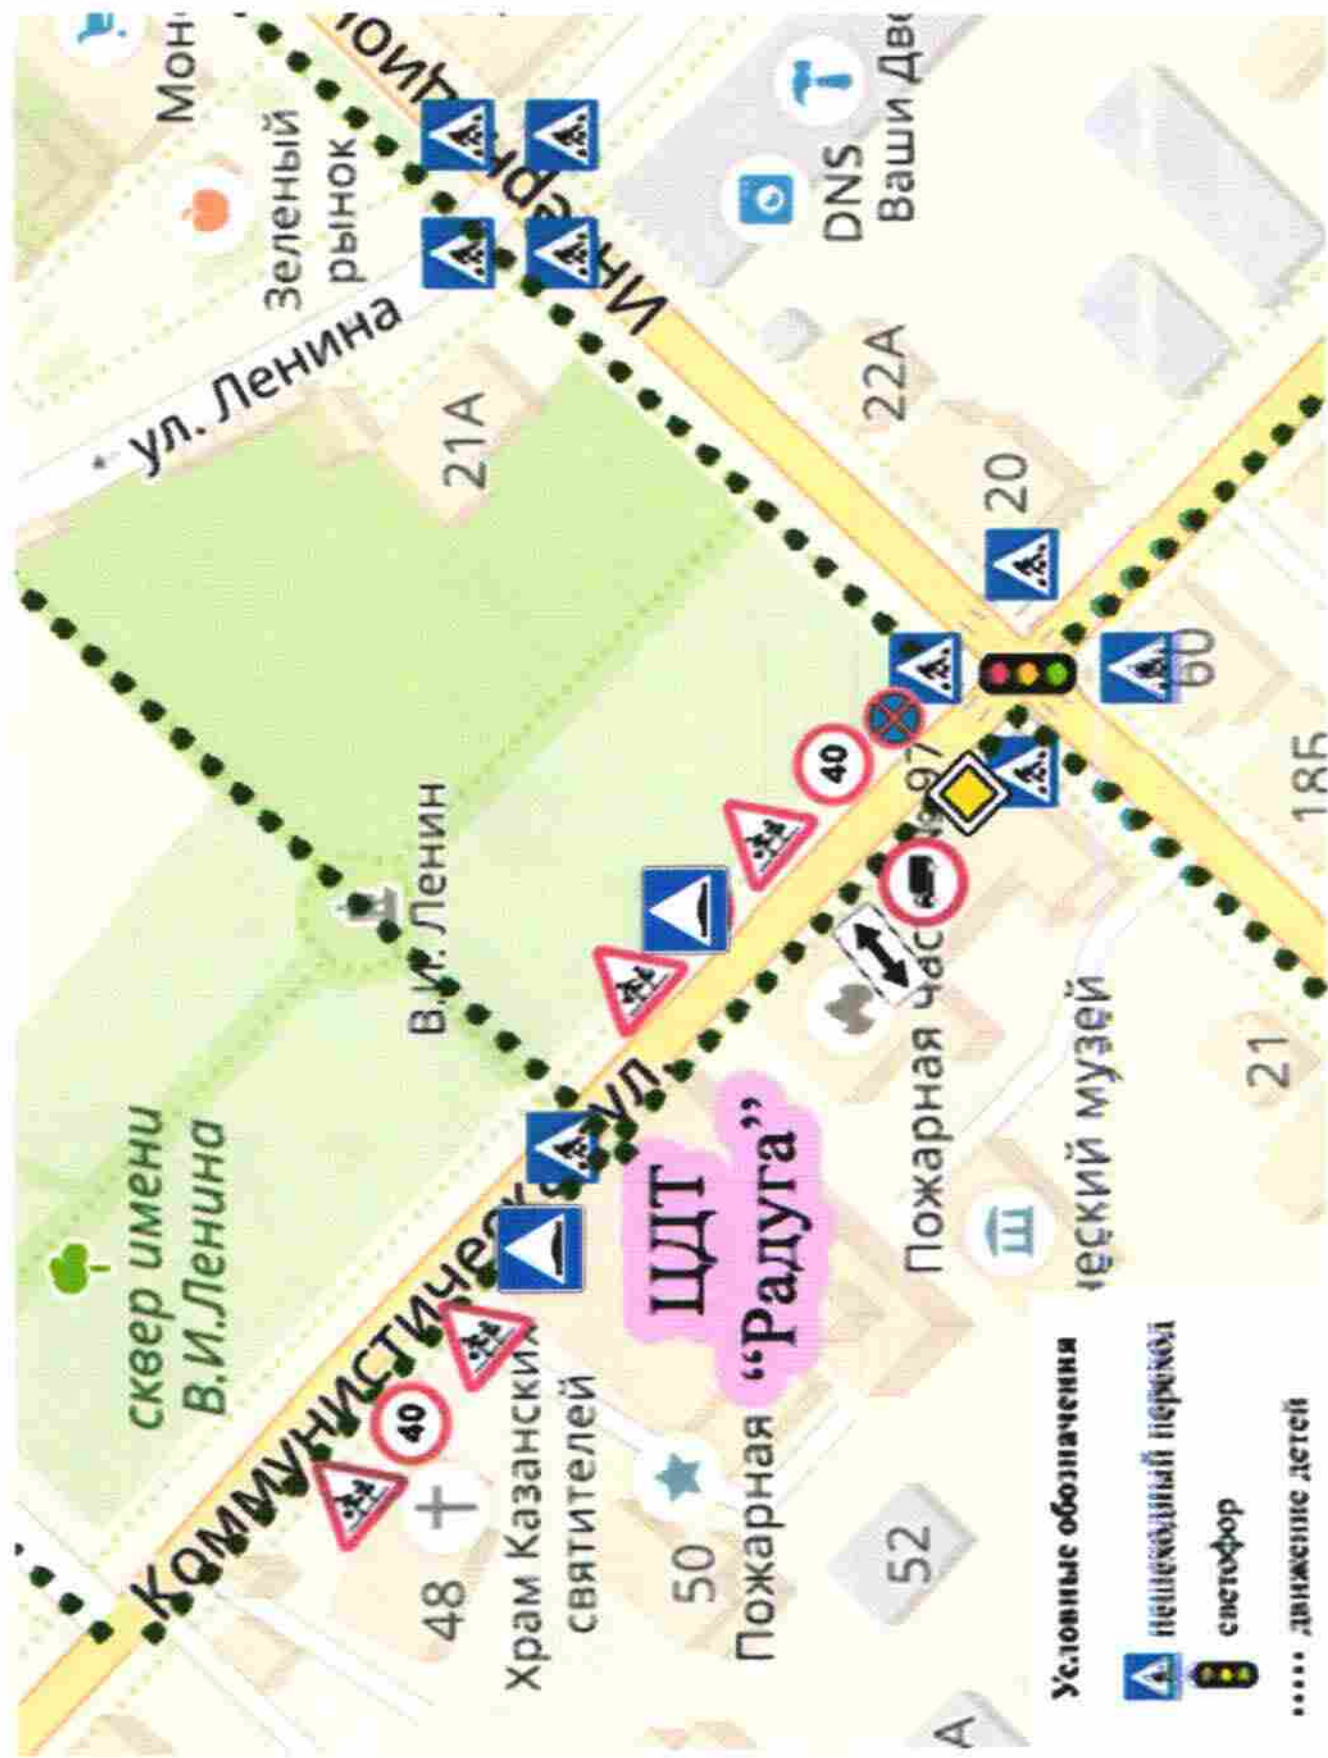 сквер имени
В.И.Ленина
В.И. Ленин
ул. Ленина
Зеленый
рынок
Мон
21А
DNS
Ваши Дв
22А
20
60
18Б
21
97
40
40
Коммунистическ
ул.
Интернацион
ЦДТ
“Радуга”
Пожарная час
ческий музей
Храм Казанских
святителей
48
50
Пожарная
52
А
Условные обозначения
пешеходный переход
светофор
движение детей